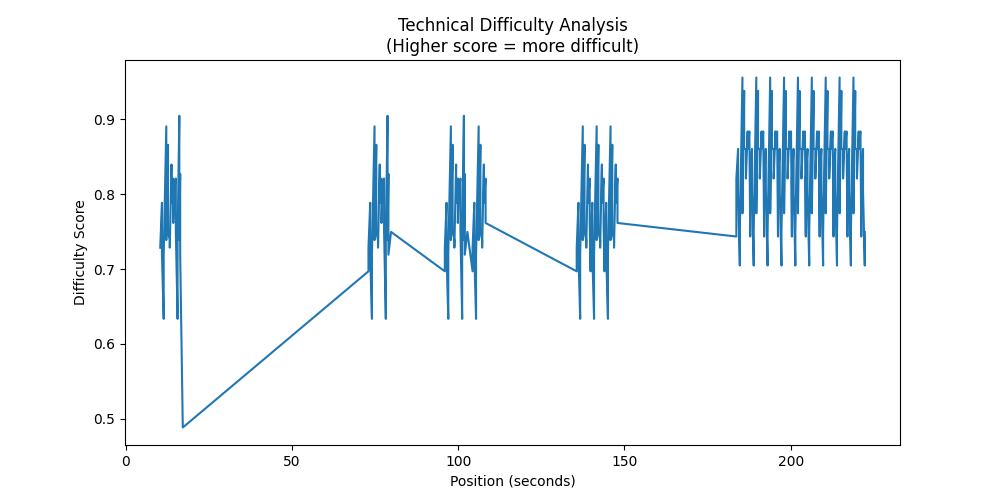 Technical Difficulty Analysis
(Higher score = more difficult)
Difficulty Score
0.9
0.8
0.7
0.6
0.5
0
50
100
150
200
Position (seconds)